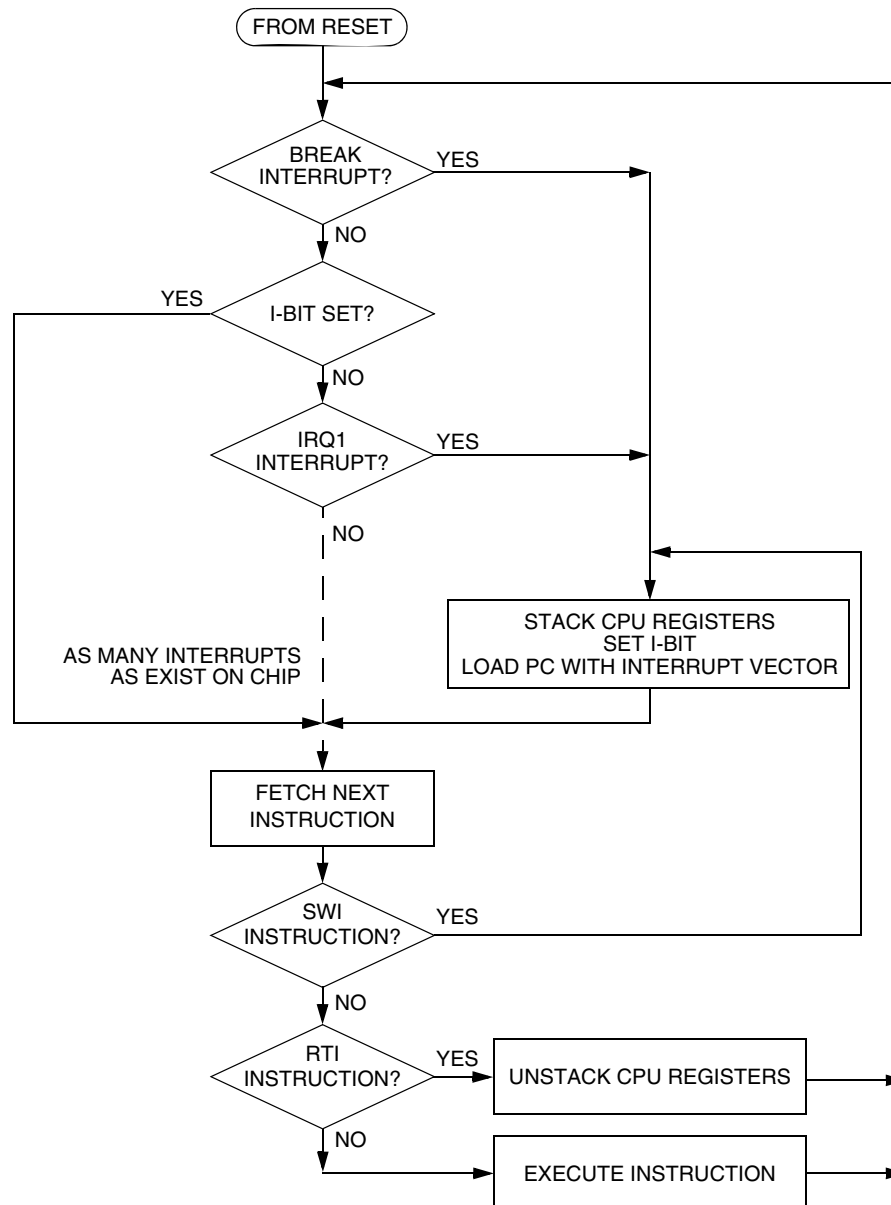 FROM RESET
BREAK
INTERRUPT?
YES
NO
YES
I-BIT SET?
NO
IRQ1
INTERRUPT?
YES
NO
STACK CPU REGISTERS
SET I-BIT
LOAD PC WITH INTERRUPT VECTOR
AS MANY INTERRUPTS
AS EXIST ON CHIP
FETCH NEXT
INSTRUCTION
SWI
INSTRUCTION?
YES
NO
RTI
INSTRUCTION?
YES
UNSTACK CPU REGISTERS
NO
EXECUTE INSTRUCTION